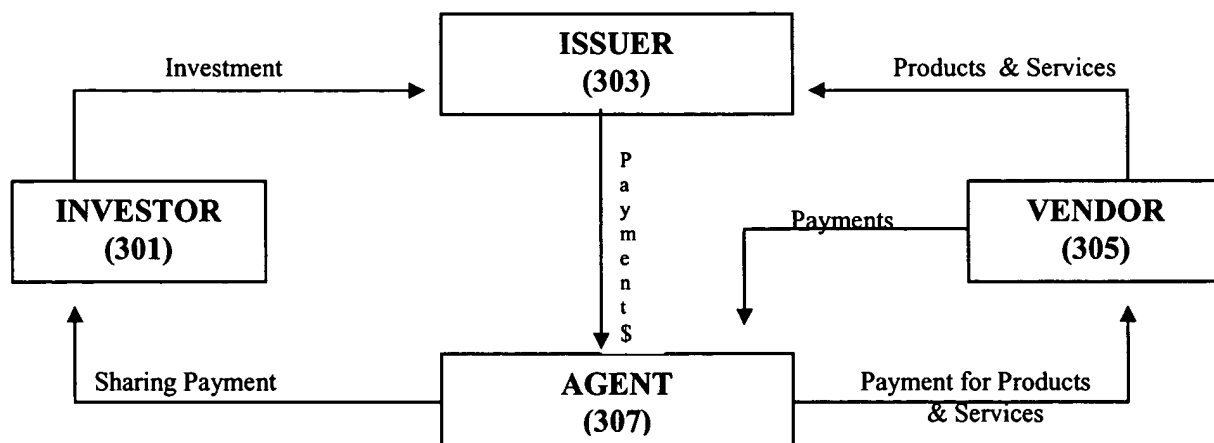 ISSUER
(303)
Investment
Products & Services
INVESTOR
(301)
Payment$
VENDOR
(305)
Payments
Sharing Payment
AGENT
(307)
Payment for Products
& Services